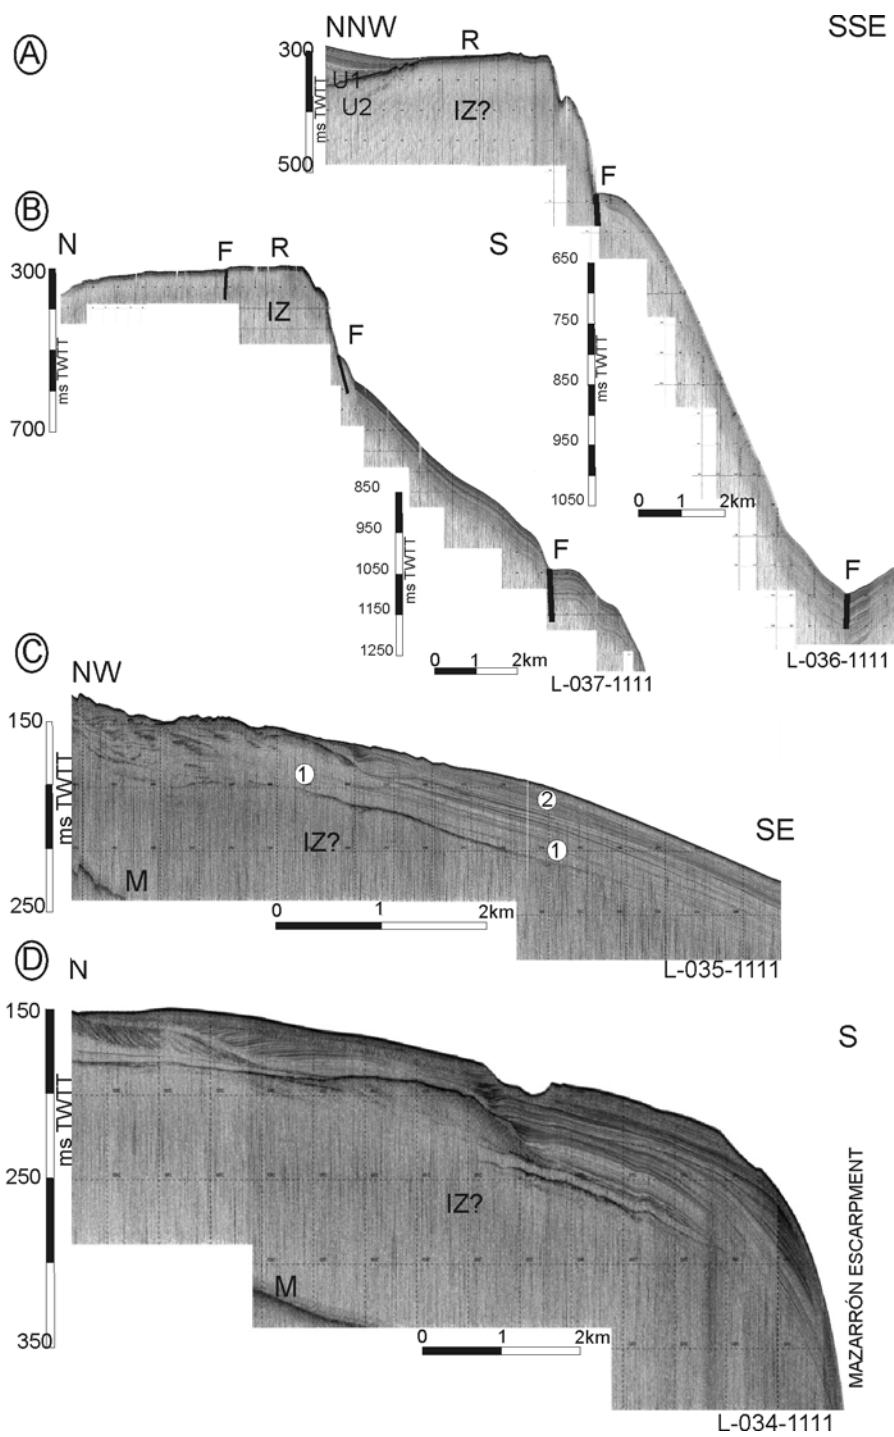 A
NNW
SSE
R
300
U1
U2
IZ?
ms TWTT
500
F
B
N
F
R
S
300
IZ
F
ms TWTT
700
650
750
850
950
1050
ms TWTT
0 1 2km
850
950
1050
1150
1250
ms TWTT
F
F
0 1 2km
L-037-1111
L-036-1111
C
NW
150
ms TWTT
1
2
SE
IZ?
1
M
250
0 1 2km
L-035-1111
D
N
150
S
ms TWTT
250
IZ?
M
350
0 1 2km
MAZARRÓN ESCARPMENT
L-034-1111